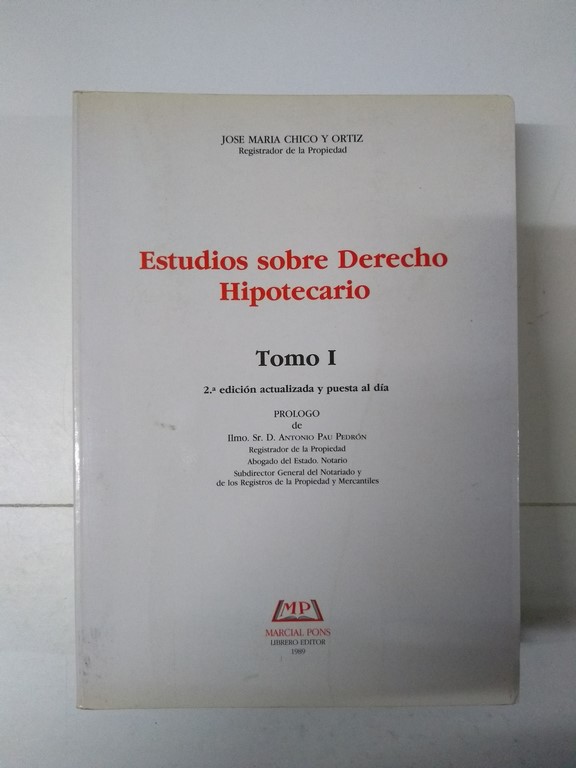 JOSE MARIA CHICO Y ORTIZ
Registrador de la Propiedad
Estudios sobre Derecho
Hipotecario
Tomo I
2.ª edición actualizada y puesta al día
PROLOGO
de
Ilmo. Sr. D. ANTONIO PAU PEDRÓN
Registrador de la Propiedad
Abogado del Estado. Notario
Subdirector General del Notariado y
de los Registros de la Propiedad y Mercantiles
MP
MARCIAL PONS
LIBRERO-EDITOR
1989